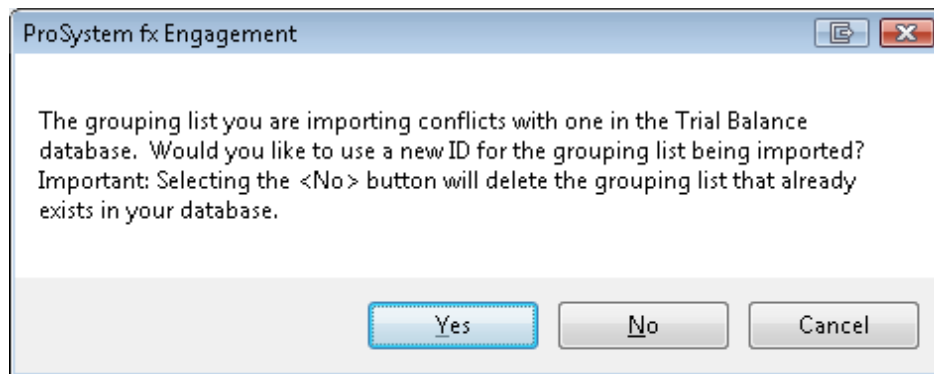 ProSystem fx Engagement
The grouping list you are importing conflicts with one in the Trial Balance
database. Would you like to use a new ID for the grouping list being imported?
Important: Selecting the <No> button will delete the grouping list that already
exists in your database.
Yes
No
Cancel